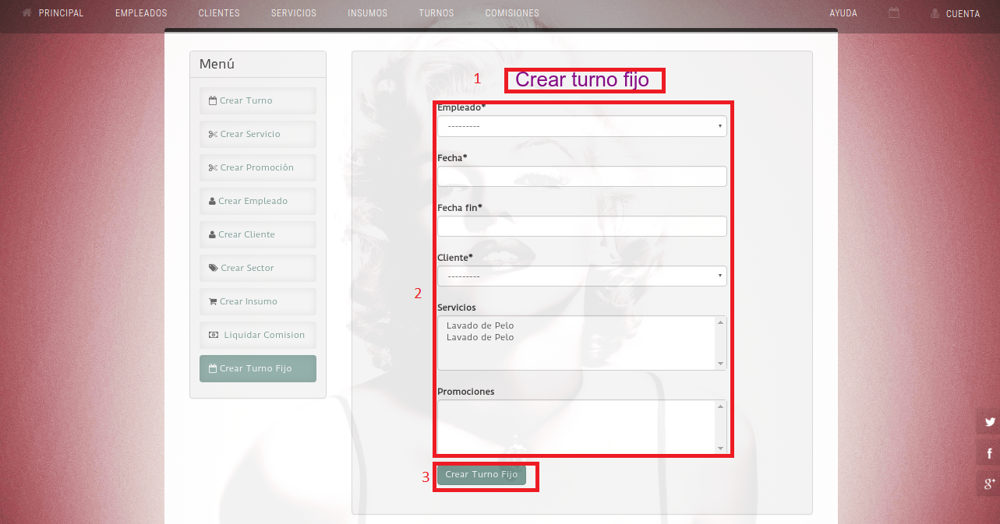 PRINCIPAL EMPLEADOS CLIENTES SERVICIOS INSUMOS TURNOS COMISIONES AYUDA CUENTA
Menú
Crear Turno
Crear Servicio
Crear Promoción
Crear Empleado
Crear Cliente
Crear Sector
Crear Insumo
Liquidar Comision
Crear Turno Fijo
1 Crear turno fijo
Empleado*
---------
Fecha*
Fecha fin*
Cliente*
---------
2
Servicios
Lavado de Pelo
Lavado de Pelo
Promociones
3 Crear Turno Fijo